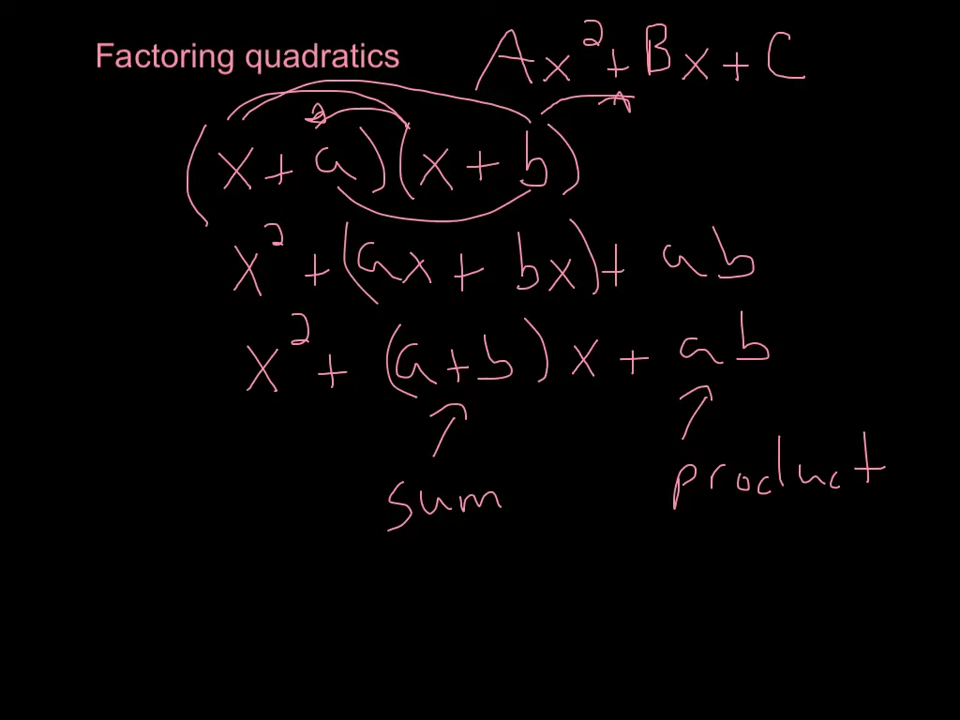 Factoring quadratics Ax² + Bx + C
(x + a)(x + b)
x² + (ax + bx) + ab
x² + (a + b)x + ab
sum product